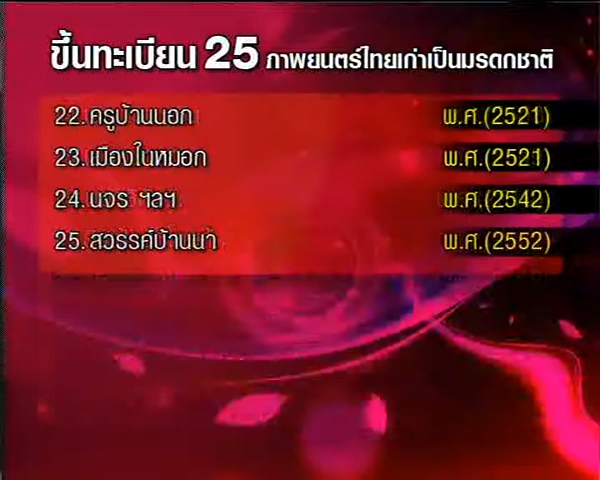 ขึ้นทะเบียน 25 ภาพยนตร์ไทยเก่าเป็นมรดกชาติ
22. ครูบ้านนอก พ.ศ.(2521)
23. เมืองในหมอก พ.ศ.(2521)
24. นจร ฯลฯ พ.ศ.(2542)
25. สวรรค์บ้านนา พ.ศ.(2552)